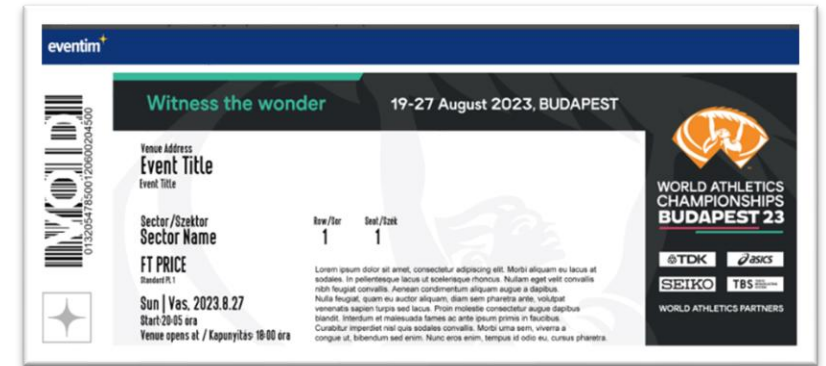 eventim
VOID
01320547850012060020450​0
Witness the wonder
19-27 August 2023, BUDAPEST
Venue Address
Event Title
Event Title
Sector/Szektor
Sector Name
Row/Sor
1
Seat/Szék
1
FT PRICE
Standard Pl. 1
Sun | Vas, 2023.8.27
Start·20·05 óra
Venue opens at / Kapunyitás· 18·00 óra
Lorem ipsum dolor sit amet, consectetur adipiscing elit. Morbi aliquam eu lacus at
sodales. In pellentesque lacus ut scelerisque rhoncus. Nullam eget velit convallis
nibh feugiat convallis. Aenean condimentum aliquam augue a dapibus.
Nulla feugiat, quam eu auctor aliquam, diam sem pharetra ante, volutpat
venenatis sapien turpis sed lacus. Proin molestie consectetur augue dapibus
blandit. Interdum et malesuada fames ac ante ipsum primis in faucibus.
Curabitur imperdiet nisl quis sodales convallis. Morbi urna sem, viverra a
congue ut, bibendum sed enim. Nunc eros enim, tempus id odio eu, cursus pharetra.
WORLD ATHLETICS
CHAMPIONSHIPS
BUDAPEST 23
TDK
asics
SEIKO
TBS
WORLD ATHLETICS PARTNERS